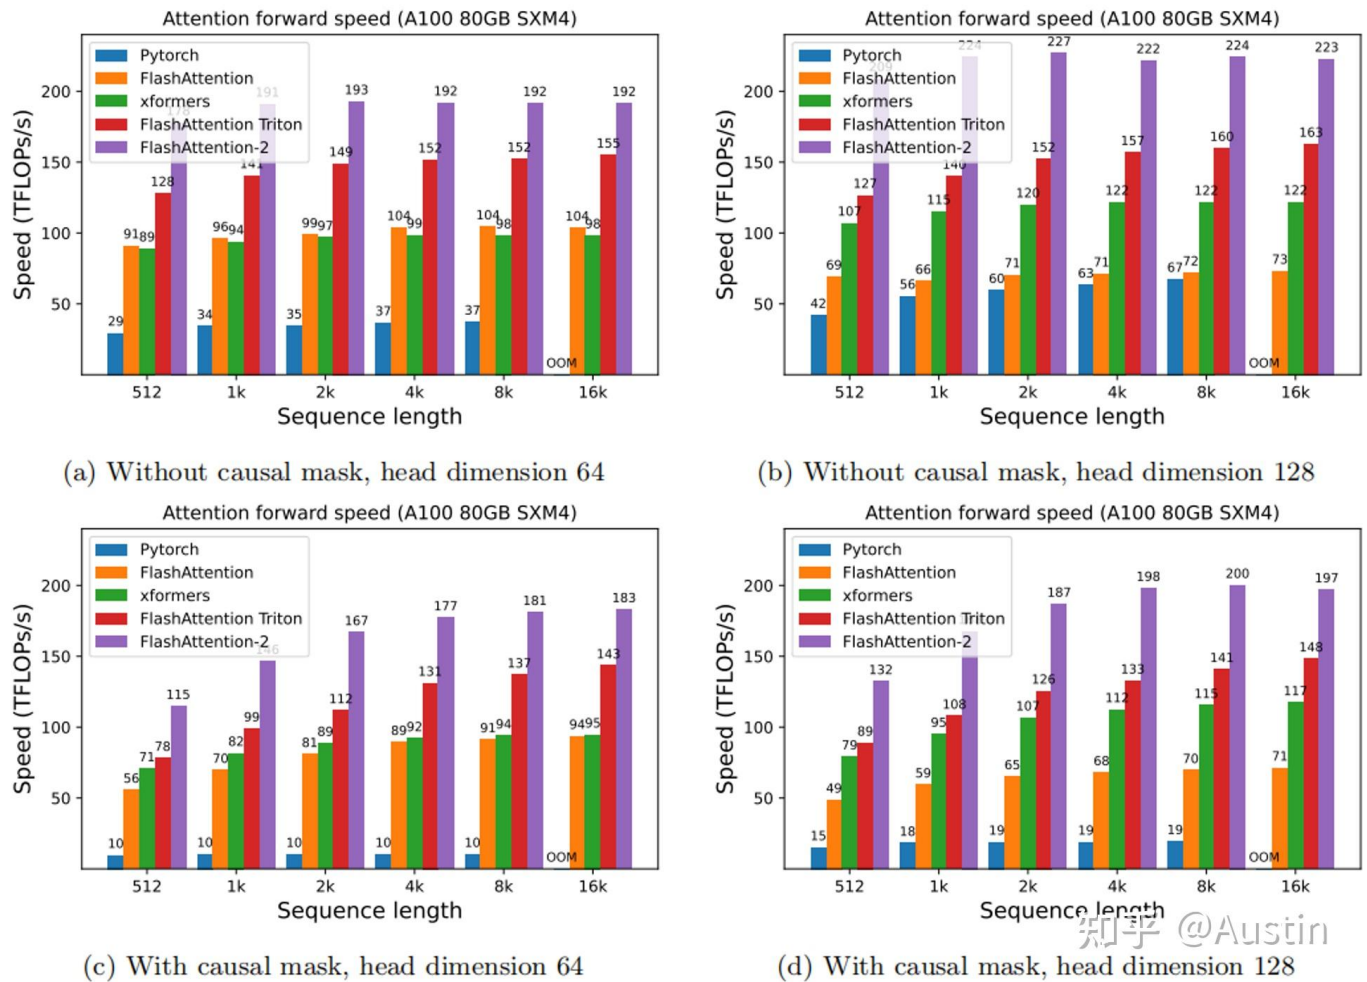 Attention forward speed (A100 80GB SXM4)
Pytorch
FlashAttention
xformers
FlashAttention Triton
FlashAttention-2
Speed (TFLOPs/s)
200
150
100
50
29 91 89 128 178
34 96 94 141 191
35 99 97 149 193
37 104 99 152 192
37 104 98 152 192
OOM 104 98 155 192
512 1k 2k 4k 8k 16k
Sequence length
(a) Without causal mask, head dimension 64
Attention forward speed (A100 80GB SXM4)
Pytorch
FlashAttention
xformers
FlashAttention Triton
FlashAttention-2
Speed (TFLOPs/s)
200
150
100
50
42 69 107 127 209
56 66 115 140 224
60 71 120 152 227
63 71 122 157 222
67 72 122 160 224
OOM 73 122 163 223
512 1k 2k 4k 8k 16k
Sequence length
(b) Without causal mask, head dimension 128
Attention forward speed (A100 80GB SXM4)
Pytorch
FlashAttention
xformers
FlashAttention Triton
FlashAttention-2
Speed (TFLOPs/s)
200
150
100
50
10 56 71 78 115
10 70 82 99 146
10 81 89 112 167
10 89 92 131 177
10 91 94 137 181
OOM 94 95 143 183
512 1k 2k 4k 8k 16k
Sequence length
(c) With causal mask, head dimension 64
Attention forward speed (A100 80GB SXM4)
Pytorch
FlashAttention
xformers
FlashAttention Triton
FlashAttention-2
Speed (TFLOPs/s)
200
150
100
50
15 49 79 89 132
18 59 95 108
19 65 107 126 187
19 68 112 133 198
19 70 115 141 200
OOM 71 117 148 197
512 1k 2k 4k 8k 16k
Sequence length
(d) With causal mask, head dimension 128
知乎 @Austin